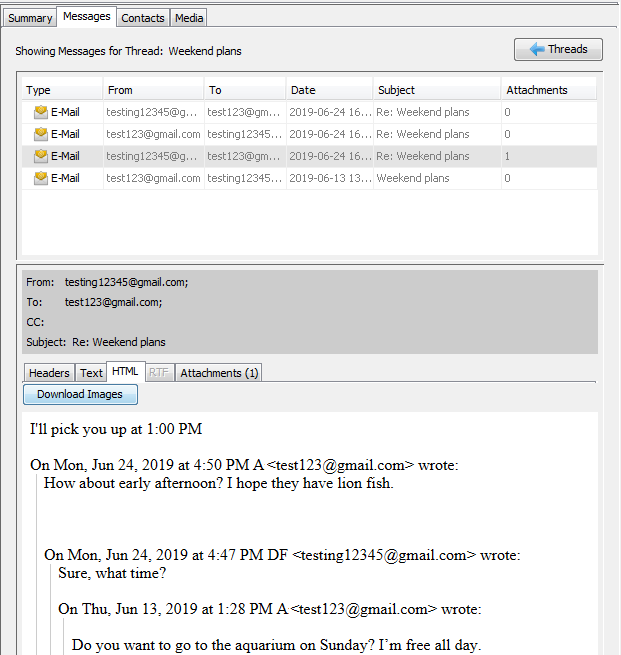 Summary Messages Contacts Media
Showing Messages for Thread: Weekend plans
Threads
Type From To Date Subject Attachments
E-Mail testing12345@g... test123@gm... 2019-06-24 16... Re: Weekend plans 0
E-Mail test123@gmail.com testing12345... 2019-06-24 16... Re: Weekend plans 0
E-Mail testing12345@g... test123@gm... 2019-06-24 16... Re: Weekend plans 1
E-Mail test123@gmail.com testing12345... 2019-06-13 13... Weekend plans 0
From: testing12345@gmail.com;
To: test123@gmail.com;
CC:
Subject: Re: Weekend plans
Headers Text HTML RTF Attachments (1)
Download Images
I'll pick you up at 1:00 PM
On Mon, Jun 24, 2019 at 4:50 PM A <test123@gmail.com> wrote:
How about early afternoon? I hope they have lion fish.
On Mon, Jun 24, 2019 at 4:47 PM DF <testing12345@gmail.com> wrote:
Sure, what time?
On Thu, Jun 13, 2019 at 1:28 PM A <test123@gmail.com> wrote:
Do you want to go to the aquarium on Sunday? I’m free all day.